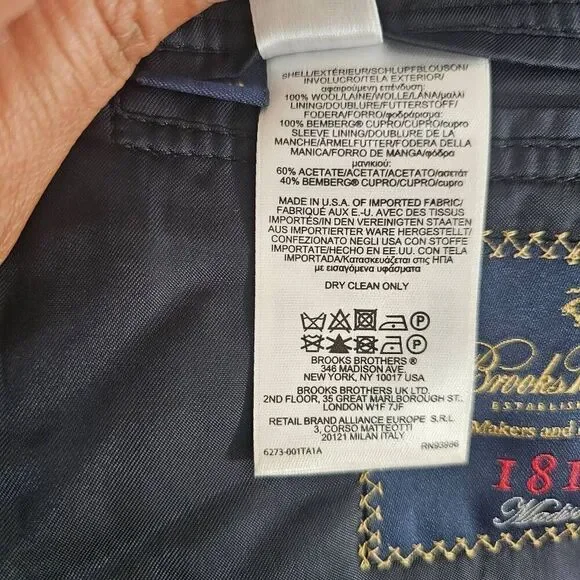 SHELL/EXTÉRIEUR/SCHLUPFBLOUSON/
INVOLUCRO/TELA EXTERIOR/
αφαιρούμενη επένδυση:
100% WOOL/LAINE/WOLLE/LANA/μαλλί
LINING/DOUBLURE/FUTTERSTOFF/
FODERA/FORRO/φοδράρισμα:
100% BEMBERG® CUPRO/CUPRO/cupro
SLEEVE LINING/DOUBLURE DE LA
MANCHE/ÄRMELFUTTER/FODERA DELLA
MANICA/FORRO DE MANGA/φόδρα
μανικιού:
60% ACETATE/ACETAT/ACETATO/ασετάτ
40% BEMBERG® CUPRO/CUPRO/cupro
MADE IN U.S.A. OF IMPORTED FABRIC/
FABRIQUÉ AUX E.-U. AVEC DES TISSUS
IMPORTÉS/IN DEN VEREINIGTEN STAATEN
AUS IMPORTIERTER WARE HERGESTELLT/
CONFEZIONATO NEGLI USA CON STOFFE
IMPORTATE/HECHO EN EE.UU. CON TELA
IMPORTADA/Κατασκευάζεται στις ΗΠΑ
με εισαγόμενα υφάσματα
DRY CLEAN ONLY
P
P
BROOKS BROTHERS ®
346 MADISON AVE.
NEW YORK, NY 10017 USA
BROOKS BROTHERS UK LTD.
2ND FLOOR, 35 GREAT MARLBOROUGH ST.,
LONDON W1F 7JF
RETAIL BRAND ALLIANCE EUROPE S.R.L
3, CORSO MATTEOTTI
20121 MILAN ITALY
6273-001TA1A RN93986
Brooks
ESTABLIS
Makers and
181
Madi